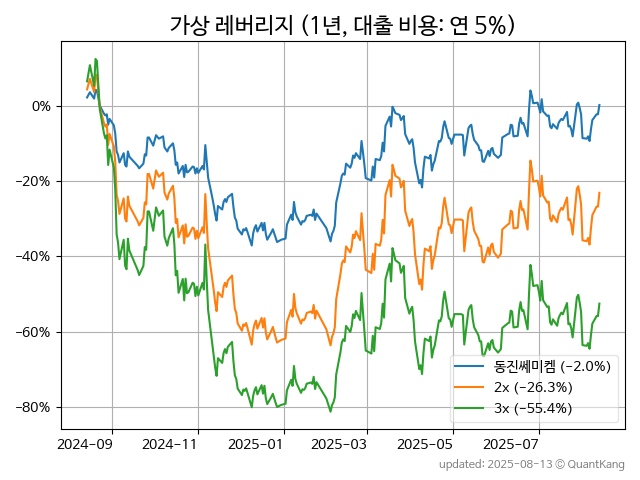 가상 레버리지 (1년, 대출 비용: 연 5%)
0%
−20%
−40%
−60%
−80%
동진쎄미켐 (−2.0%)
2x (−26.3%)
3x (−55.4%)
2024-09 2024-11 2025-01 2025-03 2025-05 2025-07
updated: 2025-08-13 © QuantKang